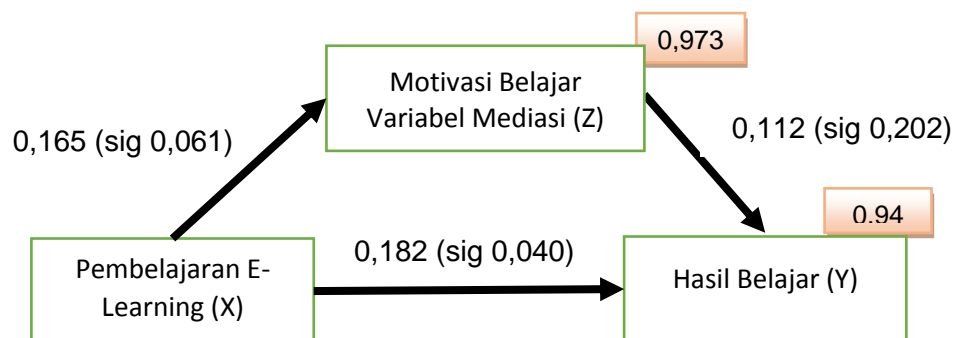 0,973
Motivasi Belajar
Variabel Mediasi (Z)
0,165 (sig 0,061)
0,112 (sig 0,202)
0.94
Pembelajaran E-
Learning (X)
0,182 (sig 0,040)
Hasil Belajar (Y)